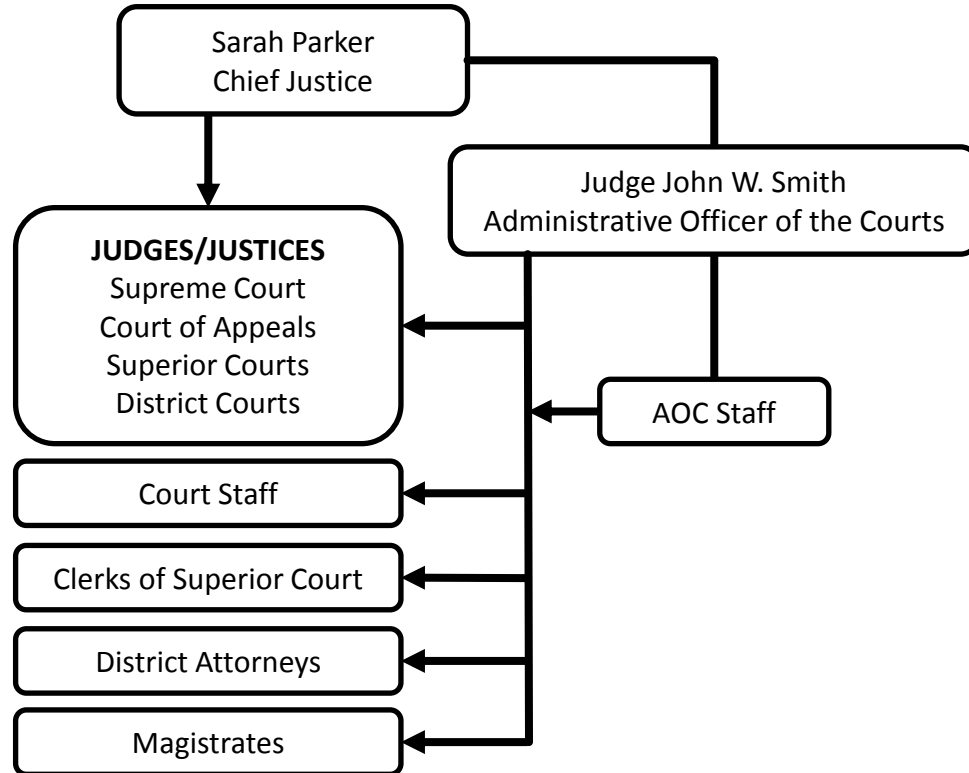 Sarah Parker
Chief Justice
Judge John W. Smith
Administrative Officer of the Courts
JUDGES/JUSTICES
Supreme Court
Court of Appeals
Superior Courts
District Courts
AOC Staff
Court Staff
Clerks of Superior Court
District Attorneys
Magistrates